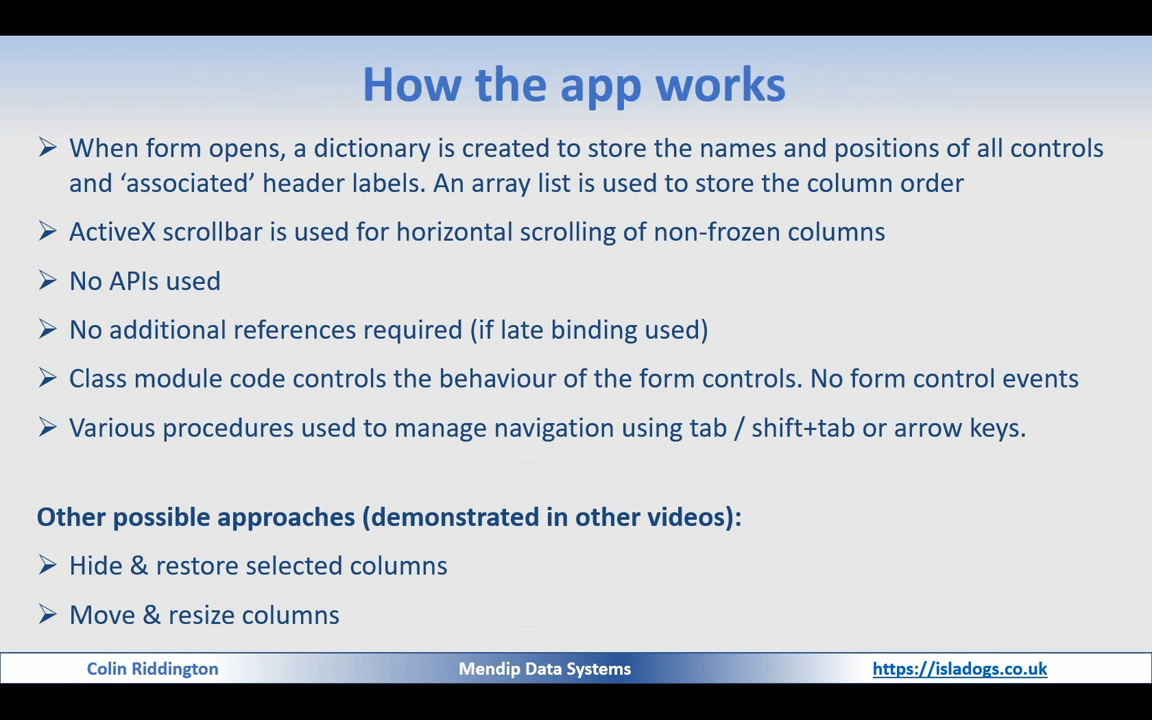 How the app works
When form opens, a dictionary is created to store the names and positions of all controls
and ‘associated’ header labels. An array list is used to store the column order
ActiveX scrollbar is used for horizontal scrolling of non-frozen columns
No APIs used
No additional references required (if late binding used)
Class module code controls the behaviour of the form controls. No form control events
Various procedures used to manage navigation using tab / shift+tab or arrow keys.
Other possible approaches (demonstrated in other videos):
Hide & restore selected columns
Move & resize columns
Colin Riddington
Mendip Data Systems
https://isladogs.co.uk